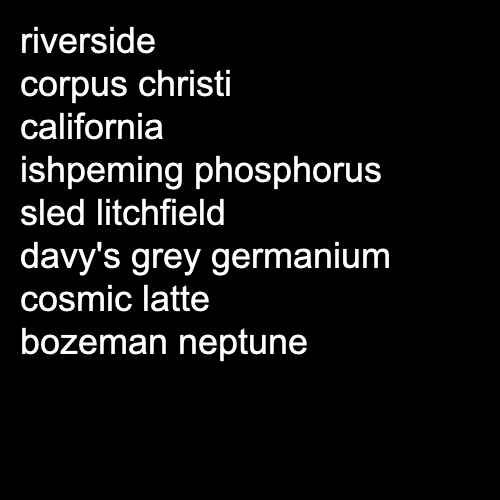 riverside
corpus christi
california
ishpeming phosphorus
sled litchfield
davy's grey germanium
cosmic latte
bozeman neptune